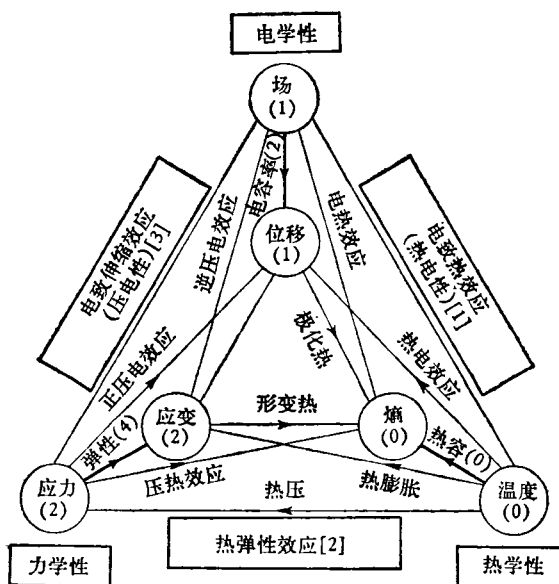 电学性
场
(1)
电容率(2)
逆压电效应
电热效应
电致伸缩效应
(压电性)[3]
电致热效应
(热电性)[1]
位移
(1)
正压电效应
极化热
热电效应
弹性(4)
应变
(2)
形变热
熵
(0)
热容(0)
应力
(2)
压热效应
热膨胀
热压
温度
(0)
力学性
热弹性效应[2]
热学性